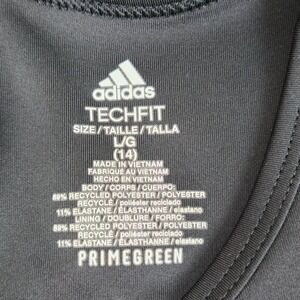 adidas
TECHFIT
SIZE / TAILLE / TALLA
L/G
(14)
MADE IN VIETNAM
FABRIQUÉ AU VIETNAM
HECHO EN VIETNAM
BODY / CORPS / CUERPO:
89% RECYCLED POLYESTER / POLYESTER
RECYCLÉ / poliéster reciclado
11% ELASTANE / ÉLASTHANNE / elastano
LINING / DOUBLURE / FORRO:
89% RECYCLED POLYESTER / POLYESTER
RECYCLÉ / poliéster reciclado
11% ELASTANE / ÉLASTHANNE / elastano
PRIMEGREEN